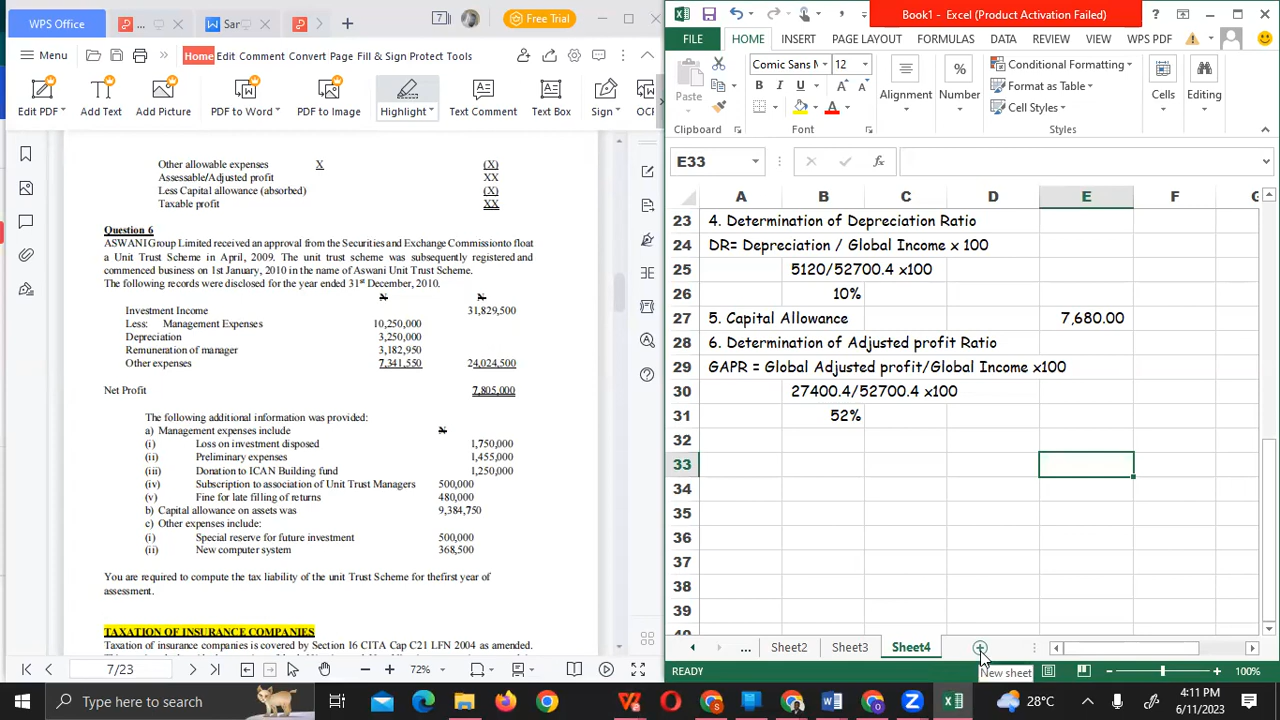 WPS Office
...
Sar
7
Free Trial
Menu
Home Edit Comment Convert Page Fill & Sign Protect Tools
Edit PDF Add Text Add Picture PDF to Word PDF to Image Highlight Text Comment Text Box Sign OCR
Other allowable expenses X (X)
Assessable/Adjusted profit XX
Less Capital allowance (absorbed) (X)
Taxable profit XX
Question 6
ASWANI Group Limited received an approval from the Securities and Exchange Commissionto float
a Unit Trust Scheme in April, 2009. The unit trust scheme was subsequently registered and
commenced business on 1st January, 2010 in the name of Aswani Unit Trust Scheme.
The following records were disclosed for the year ended 31st December, 2010.
N N
Investment Income 31,829,500
Less: Management Expenses 10,250,000
Depreciation 3,250,000
Remuneration of manager 3,182,950
Other expenses 7,341,550 24,024,500
Net Profit 7,805,000
The following additional information was provided:
a) Management expenses include N
(i) Loss on investment disposed 1,750,000
(ii) Preliminary expenses 1,455,000
(iii) Donation to ICAN Building fund 1,250,000
(iv) Subscription to association of Unit Trust Managers 500,000
(v) Fine for late filling of returns 480,000
b) Capital allowance on assets was 9,384,750
c) Other expenses include:
(i) Special reserve for future investment 500,000
(ii) New computer system 368,500
You are required to compute the tax liability of the unit Trust Scheme for thefirst year of
assessment.
TAXATION OF INSURANCE COMPANIES
Taxation of insurance companies is covered by Section 16 CITA Cap C21 LFN 2004 as amended.
7/23
72%
Book1 - Excel (Product Activation Failed)
FILE HOME INSERT PAGE LAYOUT FORMULAS DATA REVIEW VIEW WPS PDF
Paste
Comic Sans M 12
B I U
Alignment
Number
Conditional Formatting
Format as Table
Cell Styles
Cells
Editing
Clipboard Font Styles
E33
A B C D E F G
23 4. Determination of Depreciation Ratio
24 DR= Depreciation / Global Income x 100
25 5120/52700.4 x100
26 10%
27 5. Capital Allowance 7,680.00
28 6. Determination of Adjusted profit Ratio
29 GAPR = Global Adjusted profit/Global Income x100
30 27400.4/52700.4 x100
31 52%
32
33
34
35
36
37
38
39
... Sheet2 Sheet3 Sheet4
New sheet
READY
100%
Type here to search
28°C
4:11 PM
6/11/2023